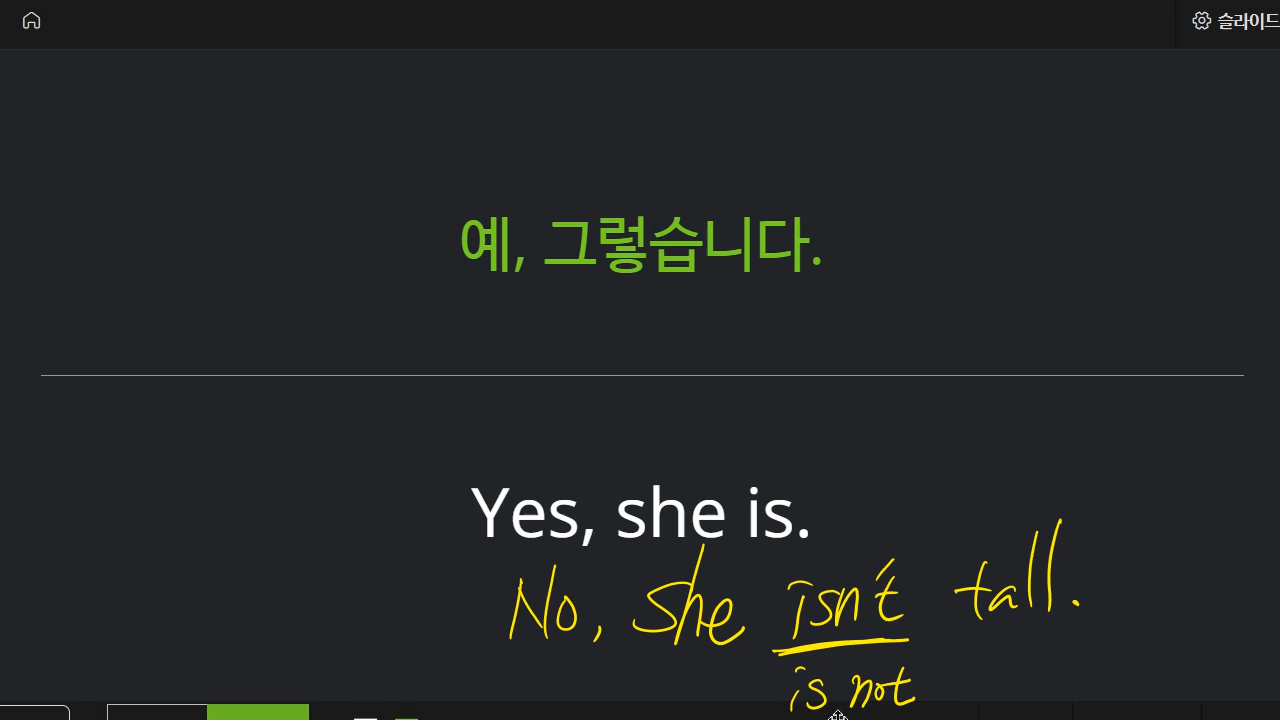 슬라이드
예, 그렇습니다.
Yes, she is.
No, she isn't tall.
is not